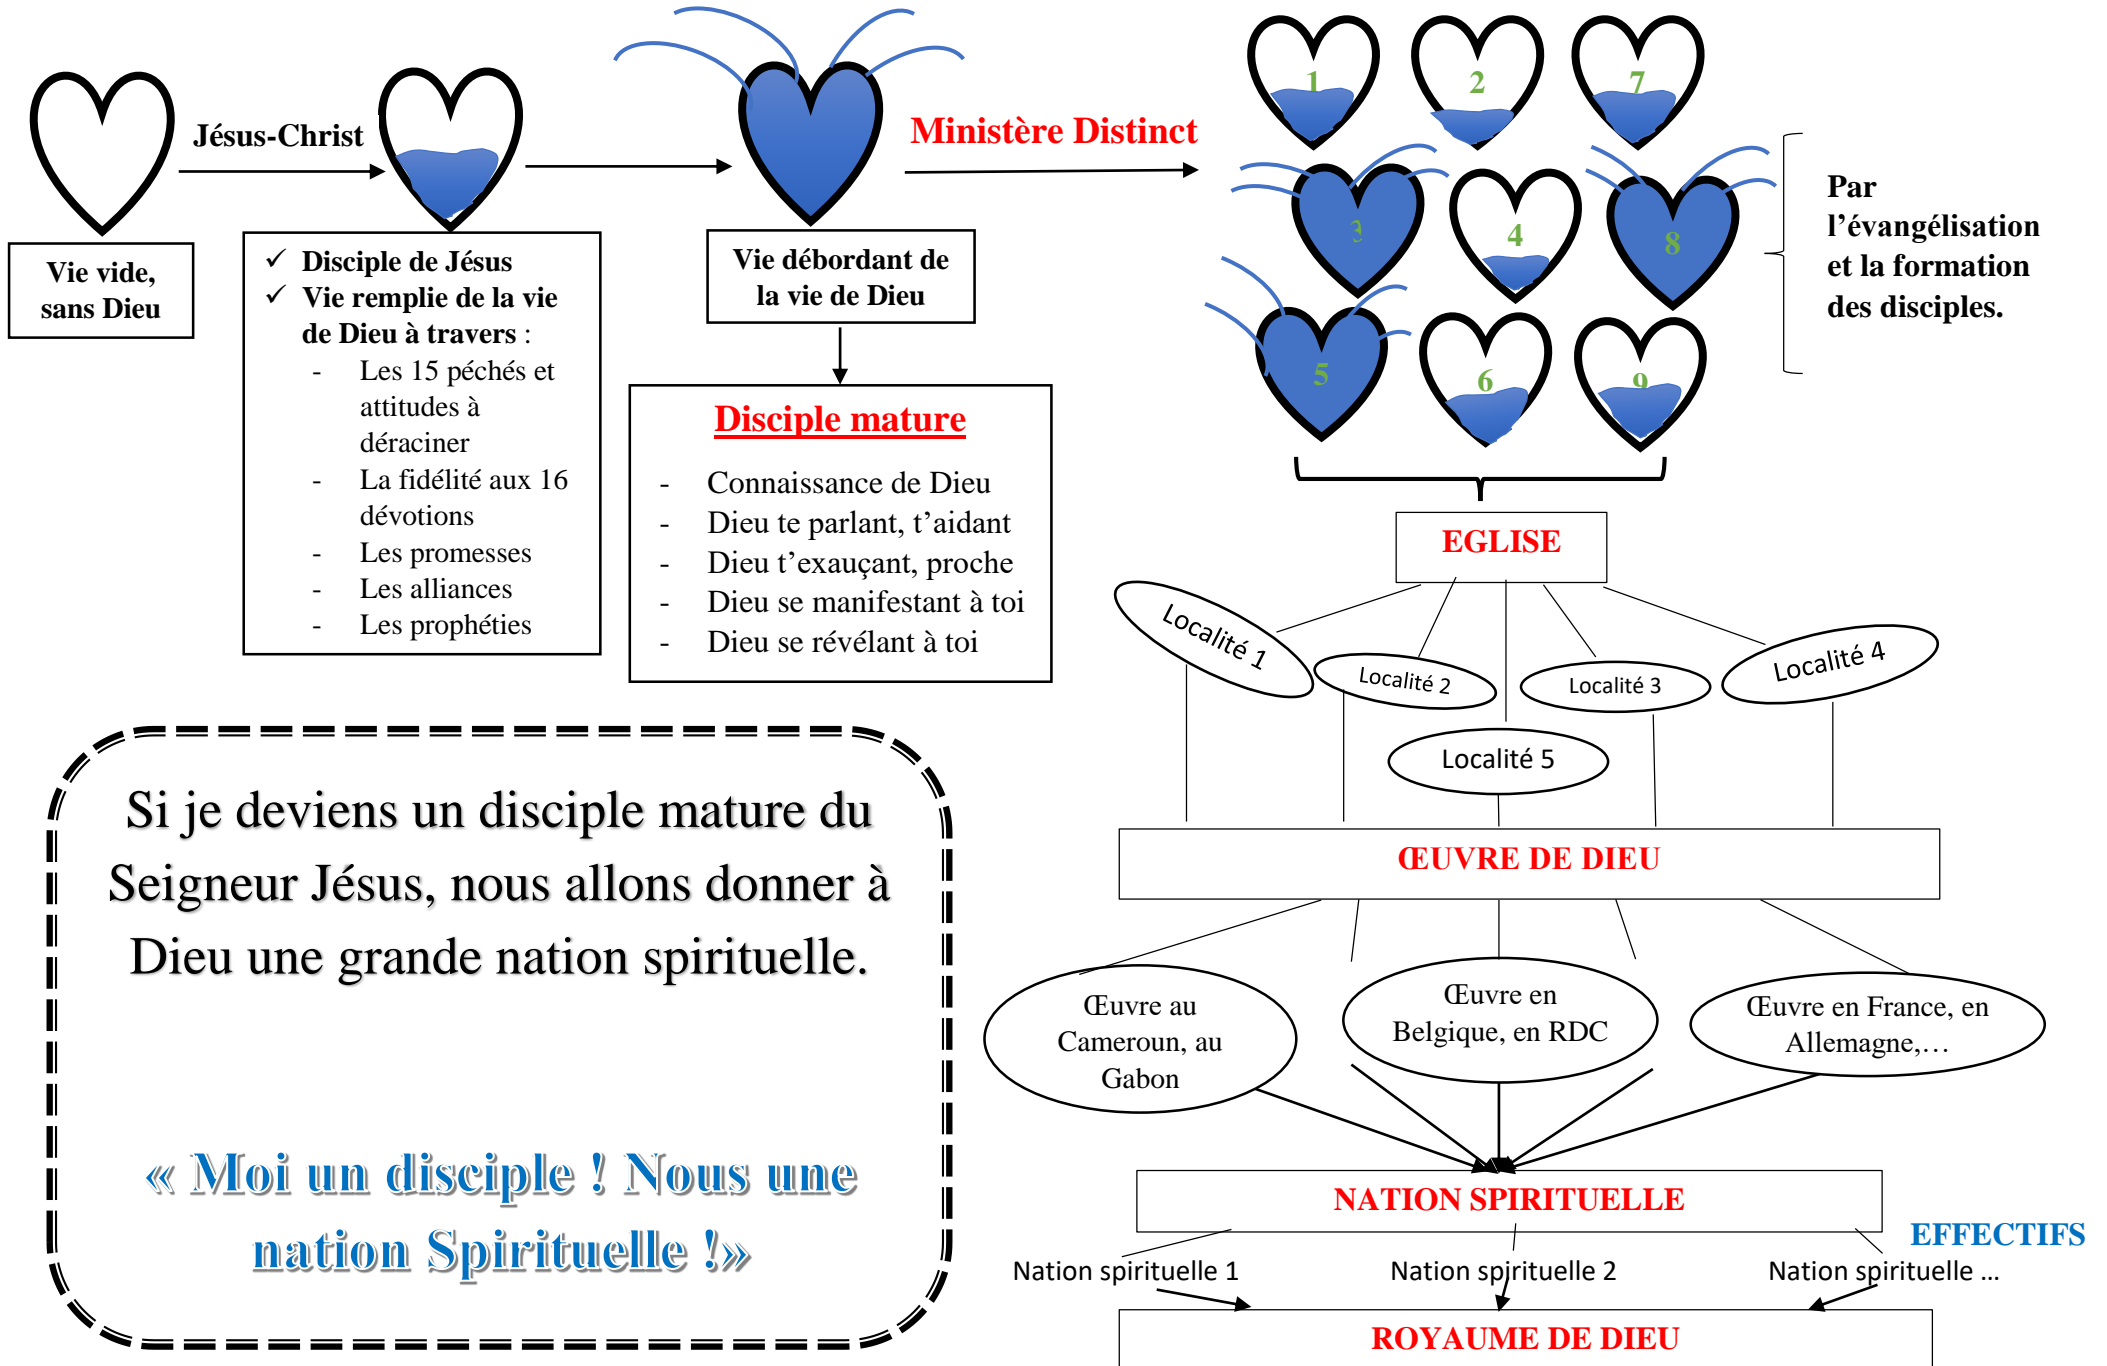 Jésus-Christ
Vie vide,
sans Dieu
✓ Disciple de Jésus
✓ Vie remplie de la vie
de Dieu à travers :
- Les 15 péchés et
attitudes à
déraciner
- La fidélité aux 16
dévotions
- Les promesses
- Les alliances
- Les prophéties
Vie débordant de
la vie de Dieu
Disciple mature
- Connaissance de Dieu
- Dieu te parlant, t'aidant
- Dieu t'exauçant, proche
- Dieu se manifestant à toi
- Dieu se révélant à toi
Ministère Distinct
1
2
7
3
4
8
5
6
9
Par
l'évangélisation
et la formation
des disciples.
EGLISE
Localité 1
Localité 2
Localité 3
Localité 4
Localité 5
ŒUVRE DE DIEU
Œuvre au
Cameroun, au
Gabon
Œuvre en
Belgique, en RDC
Œuvre en France, en
Allemagne,…
NATION SPIRITUELLE
EFFECTIFS
Nation spirituelle 1
Nation spirituelle 2
Nation spirituelle ...
ROYAUME DE DIEU
Si je deviens un disciple mature du
Seigneur Jésus, nous allons donner à
Dieu une grande nation spirituelle.
« Moi un disciple ! Nous une
nation Spirituelle !»